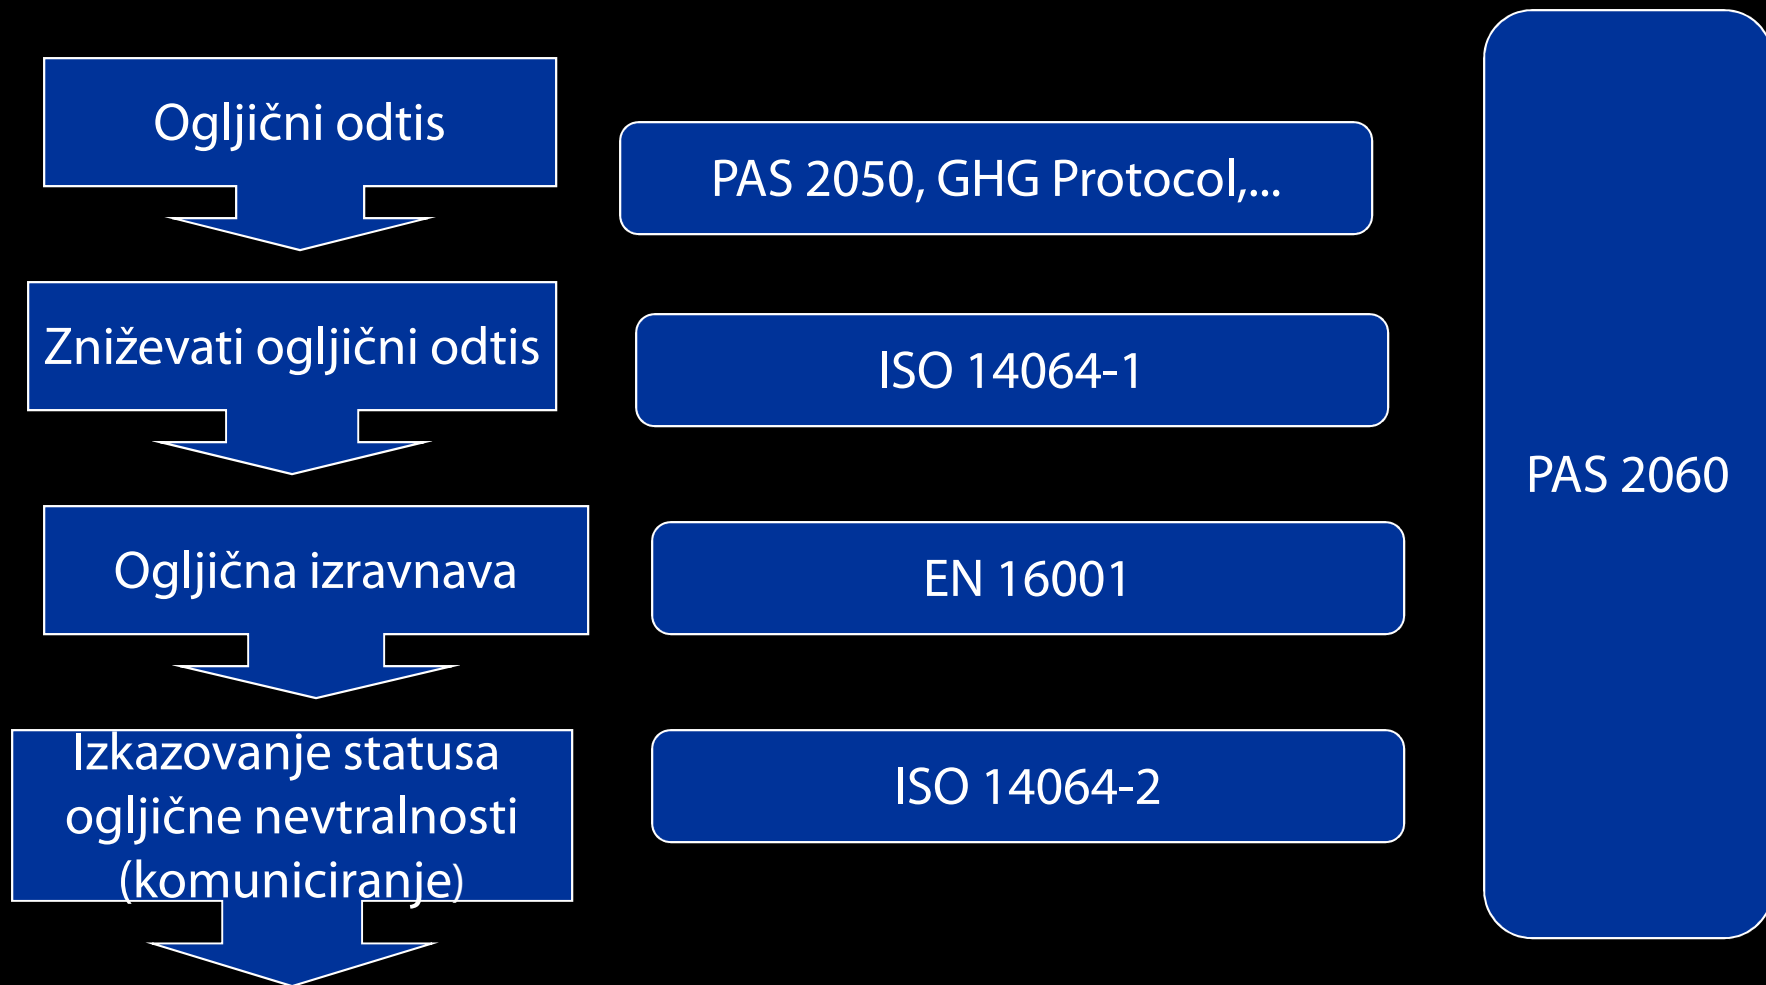 Ogljični odtis
PAS 2050, GHG Protocol,...
Zniževati ogljični odtis
ISO 14064-1
Ogljična izravnava
EN 16001
Izkazovanje statusa
ogljične nevtralnosti
(komuniciranje)
ISO 14064-2
PAS 2060